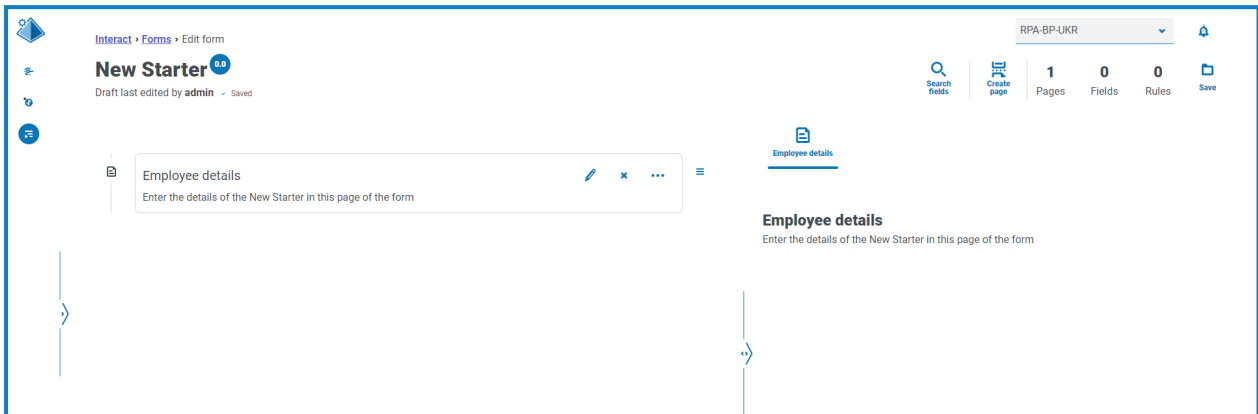 RPA-BP-UKR
Interact › Forms › Edit form
New Starter 0.0
Draft last edited by admin ✓ Saved
Search fields
Create page
1 Pages
0 Fields
0 Rules
Save
Employee details
Enter the details of the New Starter in this page of the form
Employee details
Employee details
Enter the details of the New Starter in this page of the form